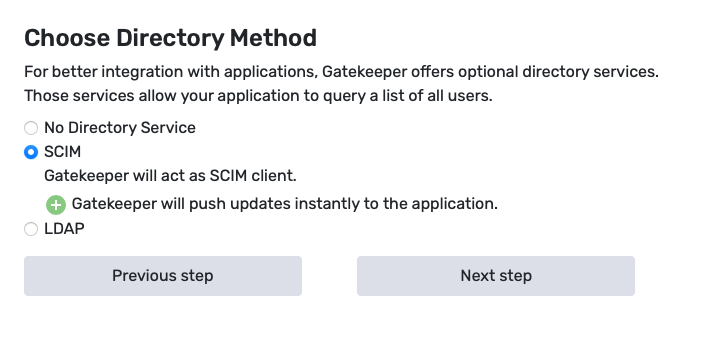 Choose Directory Method
For better integration with applications, Gatekeeper offers optional directory services.
Those services allow your application to query a list of all users.
No Directory Service
SCIM
Gatekeeper will act as SCIM client.
Gatekeeper will push updates instantly to the application.
LDAP
Previous step
Next step